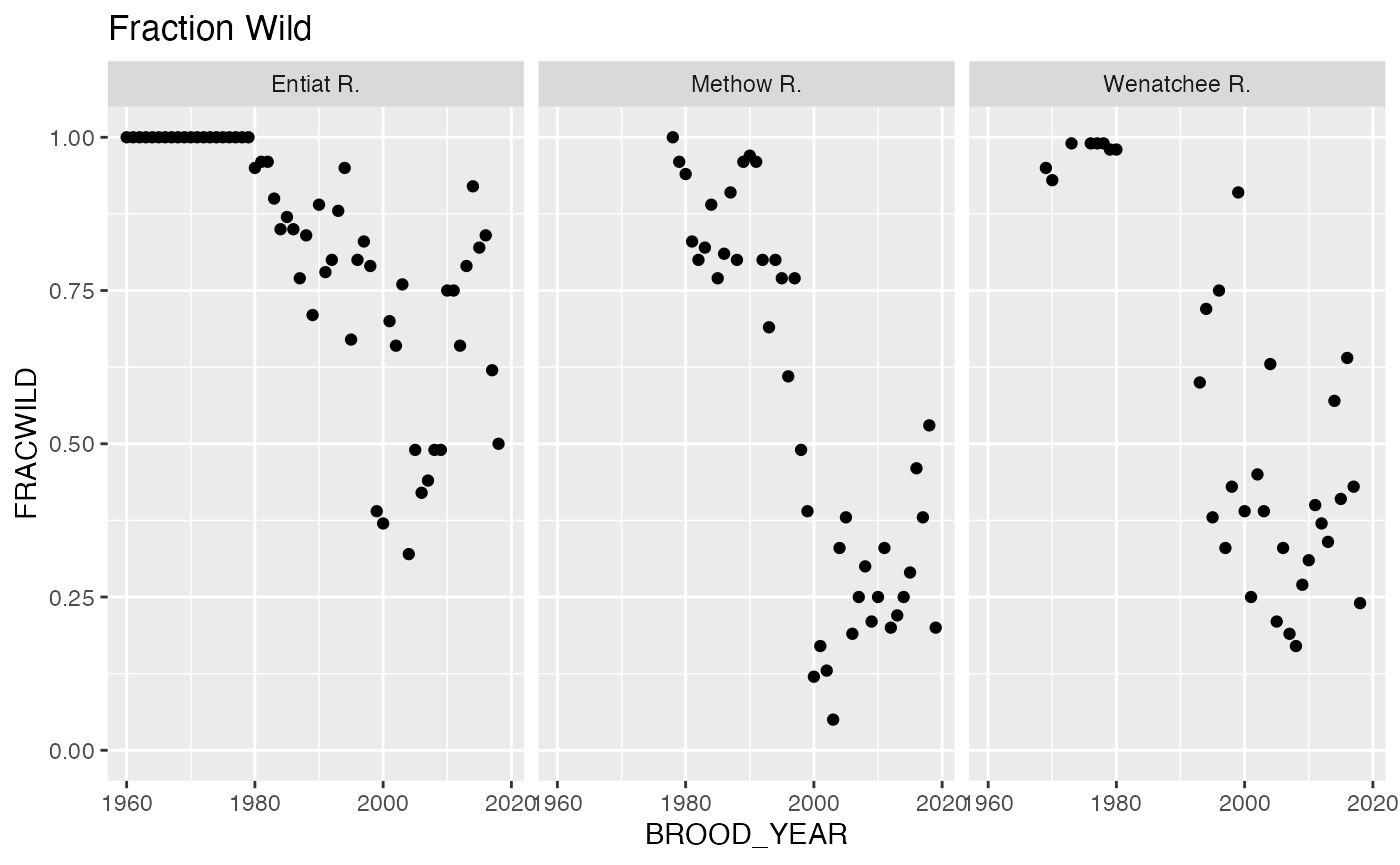 Fraction Wild
Entiat R.
Methow R.
Wenatchee R.
1.00
0.75
0.50
0.25
0.00
FRACWILD
1960 1980 2000 2020 1960 1980 2000 2020 1960 1980 2000 2020
BROOD_YEAR